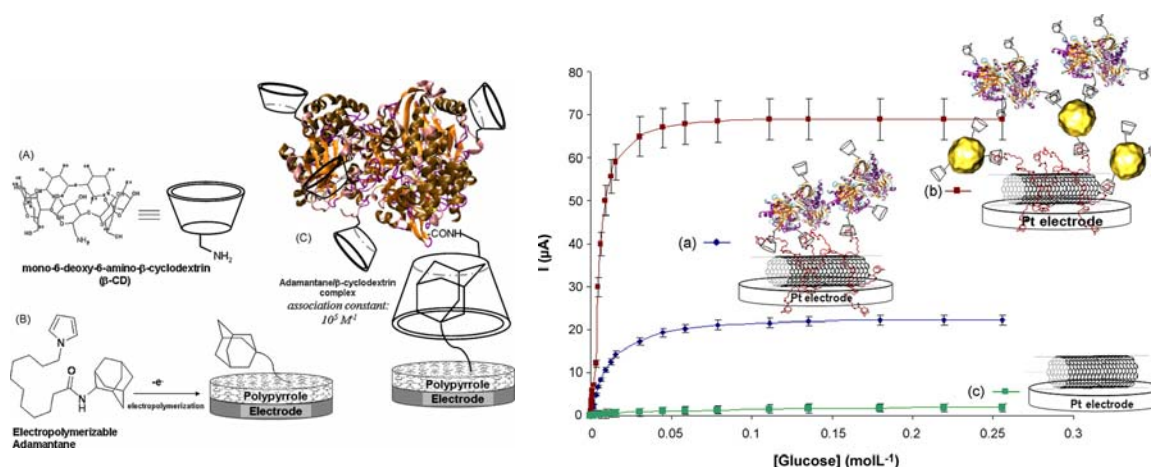 (A)
NH2
NH2
mono-6-deoxy-6-amino-β-cyclodextrin
(β-CD)
(B)
N
O
N
H
-e-
electropolymerization
Polypyrrole
Electrode
Electropolymerizable
Adamantane
(C)
CONH
Adamantane/β-cyclodextrin
complex
association constant:
10⁵ M⁻¹
Polypyrrole
Electrode
I (µA)
80
70
60
50
40
30
20
10
0
0
0.05
0.1
0.15
0.2
0.25
0.3
[Glucose] (molL⁻¹)
(a)
Pt electrode
(b)
Pt electrode
(c)
Pt electrode